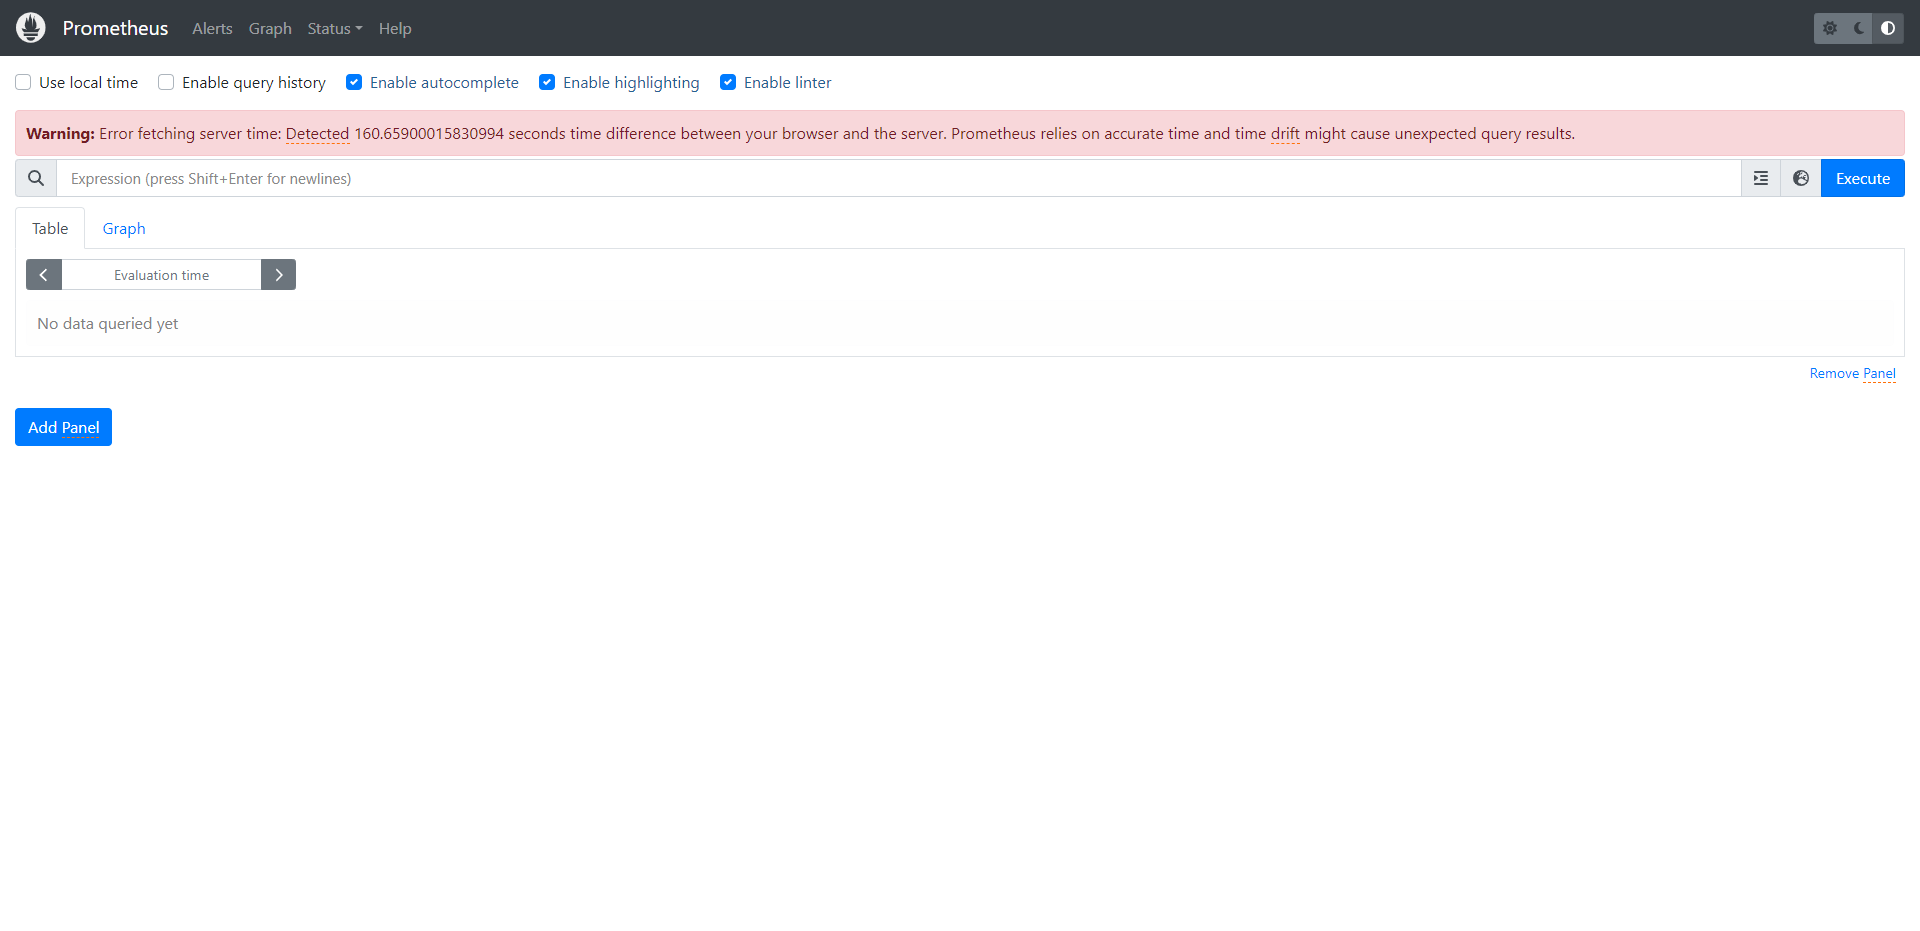 Prometheus Alerts Graph Status Help
Use local time Enable query history Enable autocomplete Enable highlighting Enable linter
Warning: Error fetching server time: Detected 160.65900015830994 seconds time difference between your browser and the server. Prometheus relies on accurate time and time drift might cause unexpected query results.
Expression (press Shift+Enter for newlines) Execute
Table Graph
Evaluation time
No data queried yet
Remove Panel
Add Panel